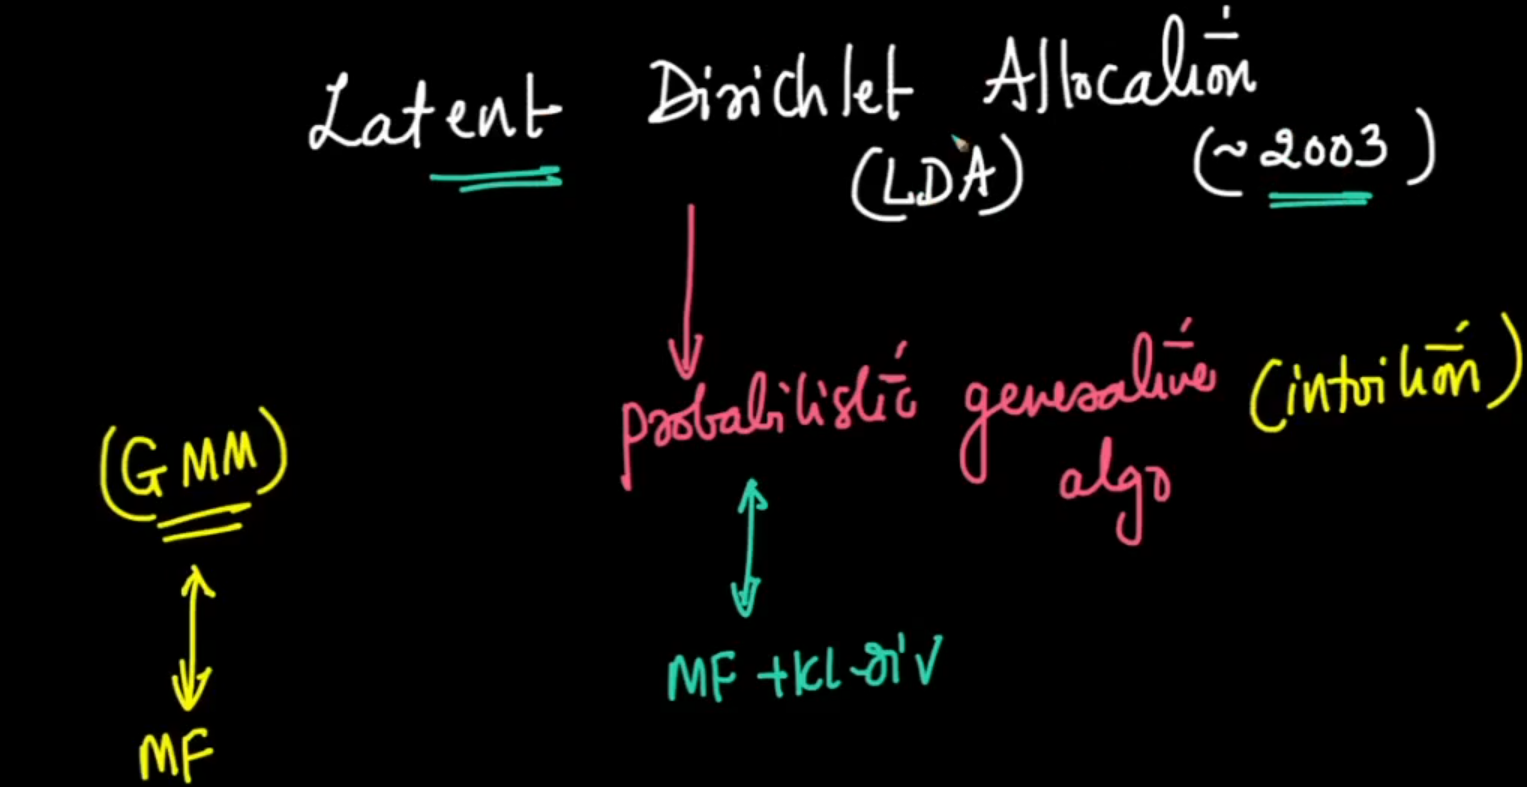 Latent Dirichlet Allocation
(LDA) (~ 2003)
probabilistic generative (intuition)
algo
(GMM)
MF + KL-div
MF